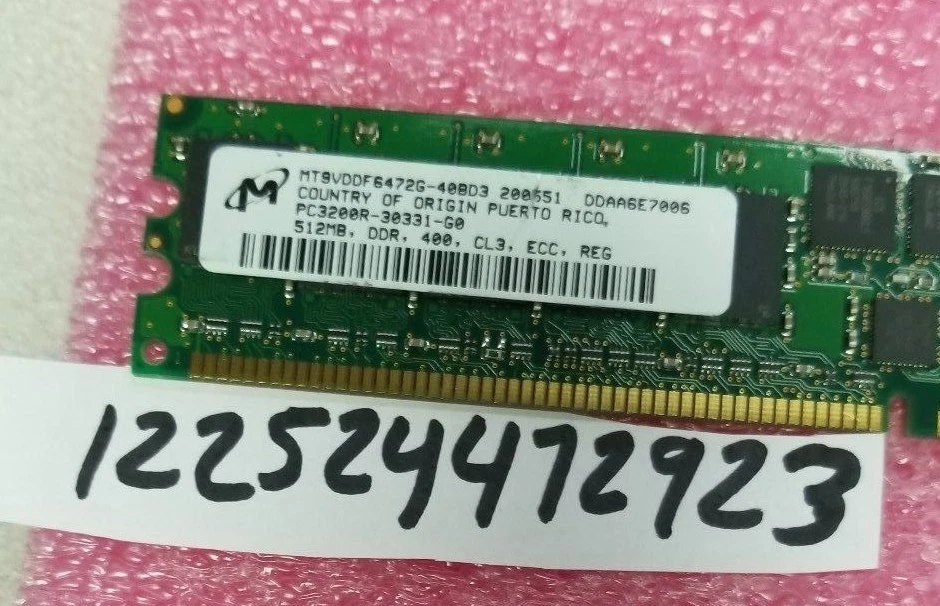 MT9VDDF6472G-40BD3 200651 DDAA6E7006
COUNTRY OF ORIGIN PUERTO RICO,
PC3200R-30331-G0
512MB, DDR, 400, CL3, ECC, REG
122524472923